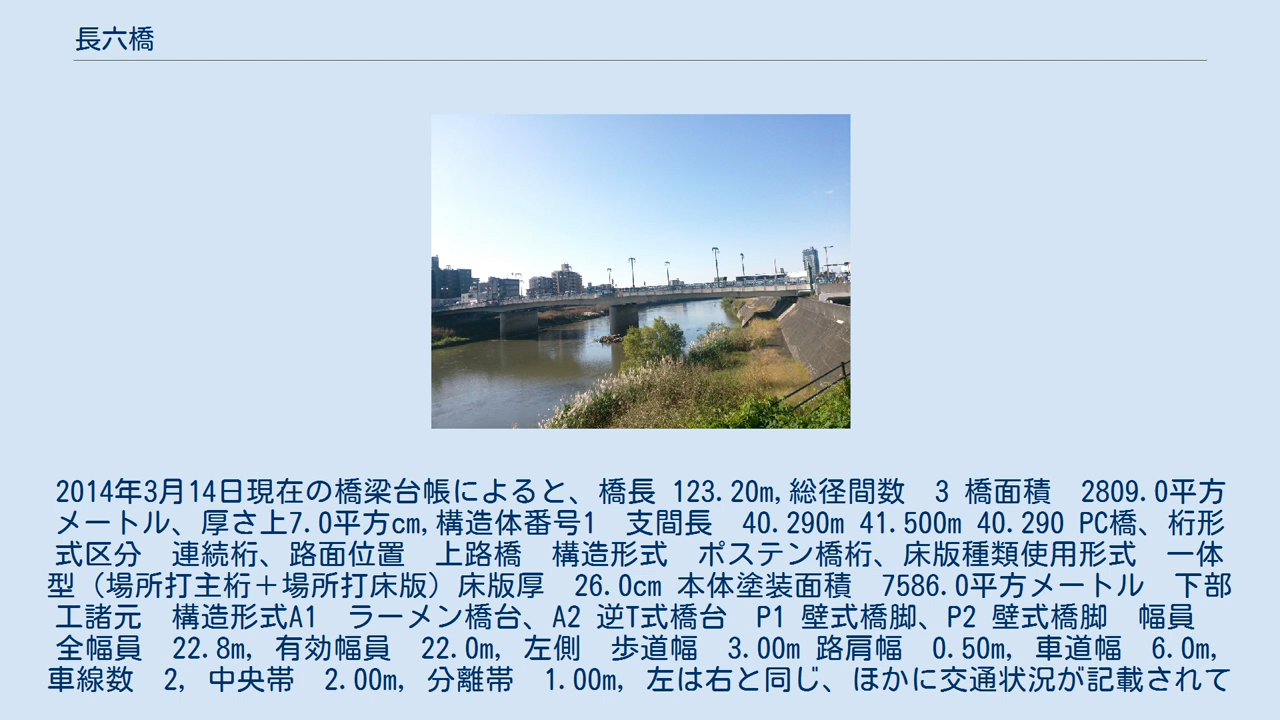 長六橋
2014年3月14日現在の橋梁台帳によると、橋長 123.20m,総径間数　3 橋面積　2809.0平方
メートル、厚さ上7.0平方cm,構造体番号1　支間長　40.290m 41.500m 40.290 PC橋、桁形
式区分　連続桁、路面位置　上路橋　構造形式　ポステン橋桁、床版種類使用形式　一体
型（場所打主桁＋場所打床版）床版厚　26.0cm 本体塗装面積　7586.0平方メートル　下部
工諸元　構造形式A1　ラーメン橋台、A2 逆T式橋台　P1 壁式橋脚、P2 壁式橋脚　幅員
全幅員　22.8m, 有効幅員　22.0m, 左側　歩道幅　3.00m 路肩幅　0.50m, 車道幅　6.0m,
車線数　2, 中央帯　2.00m, 分離帯　1.00m, 左は右と同じ、ほかに交通状況が記載されて